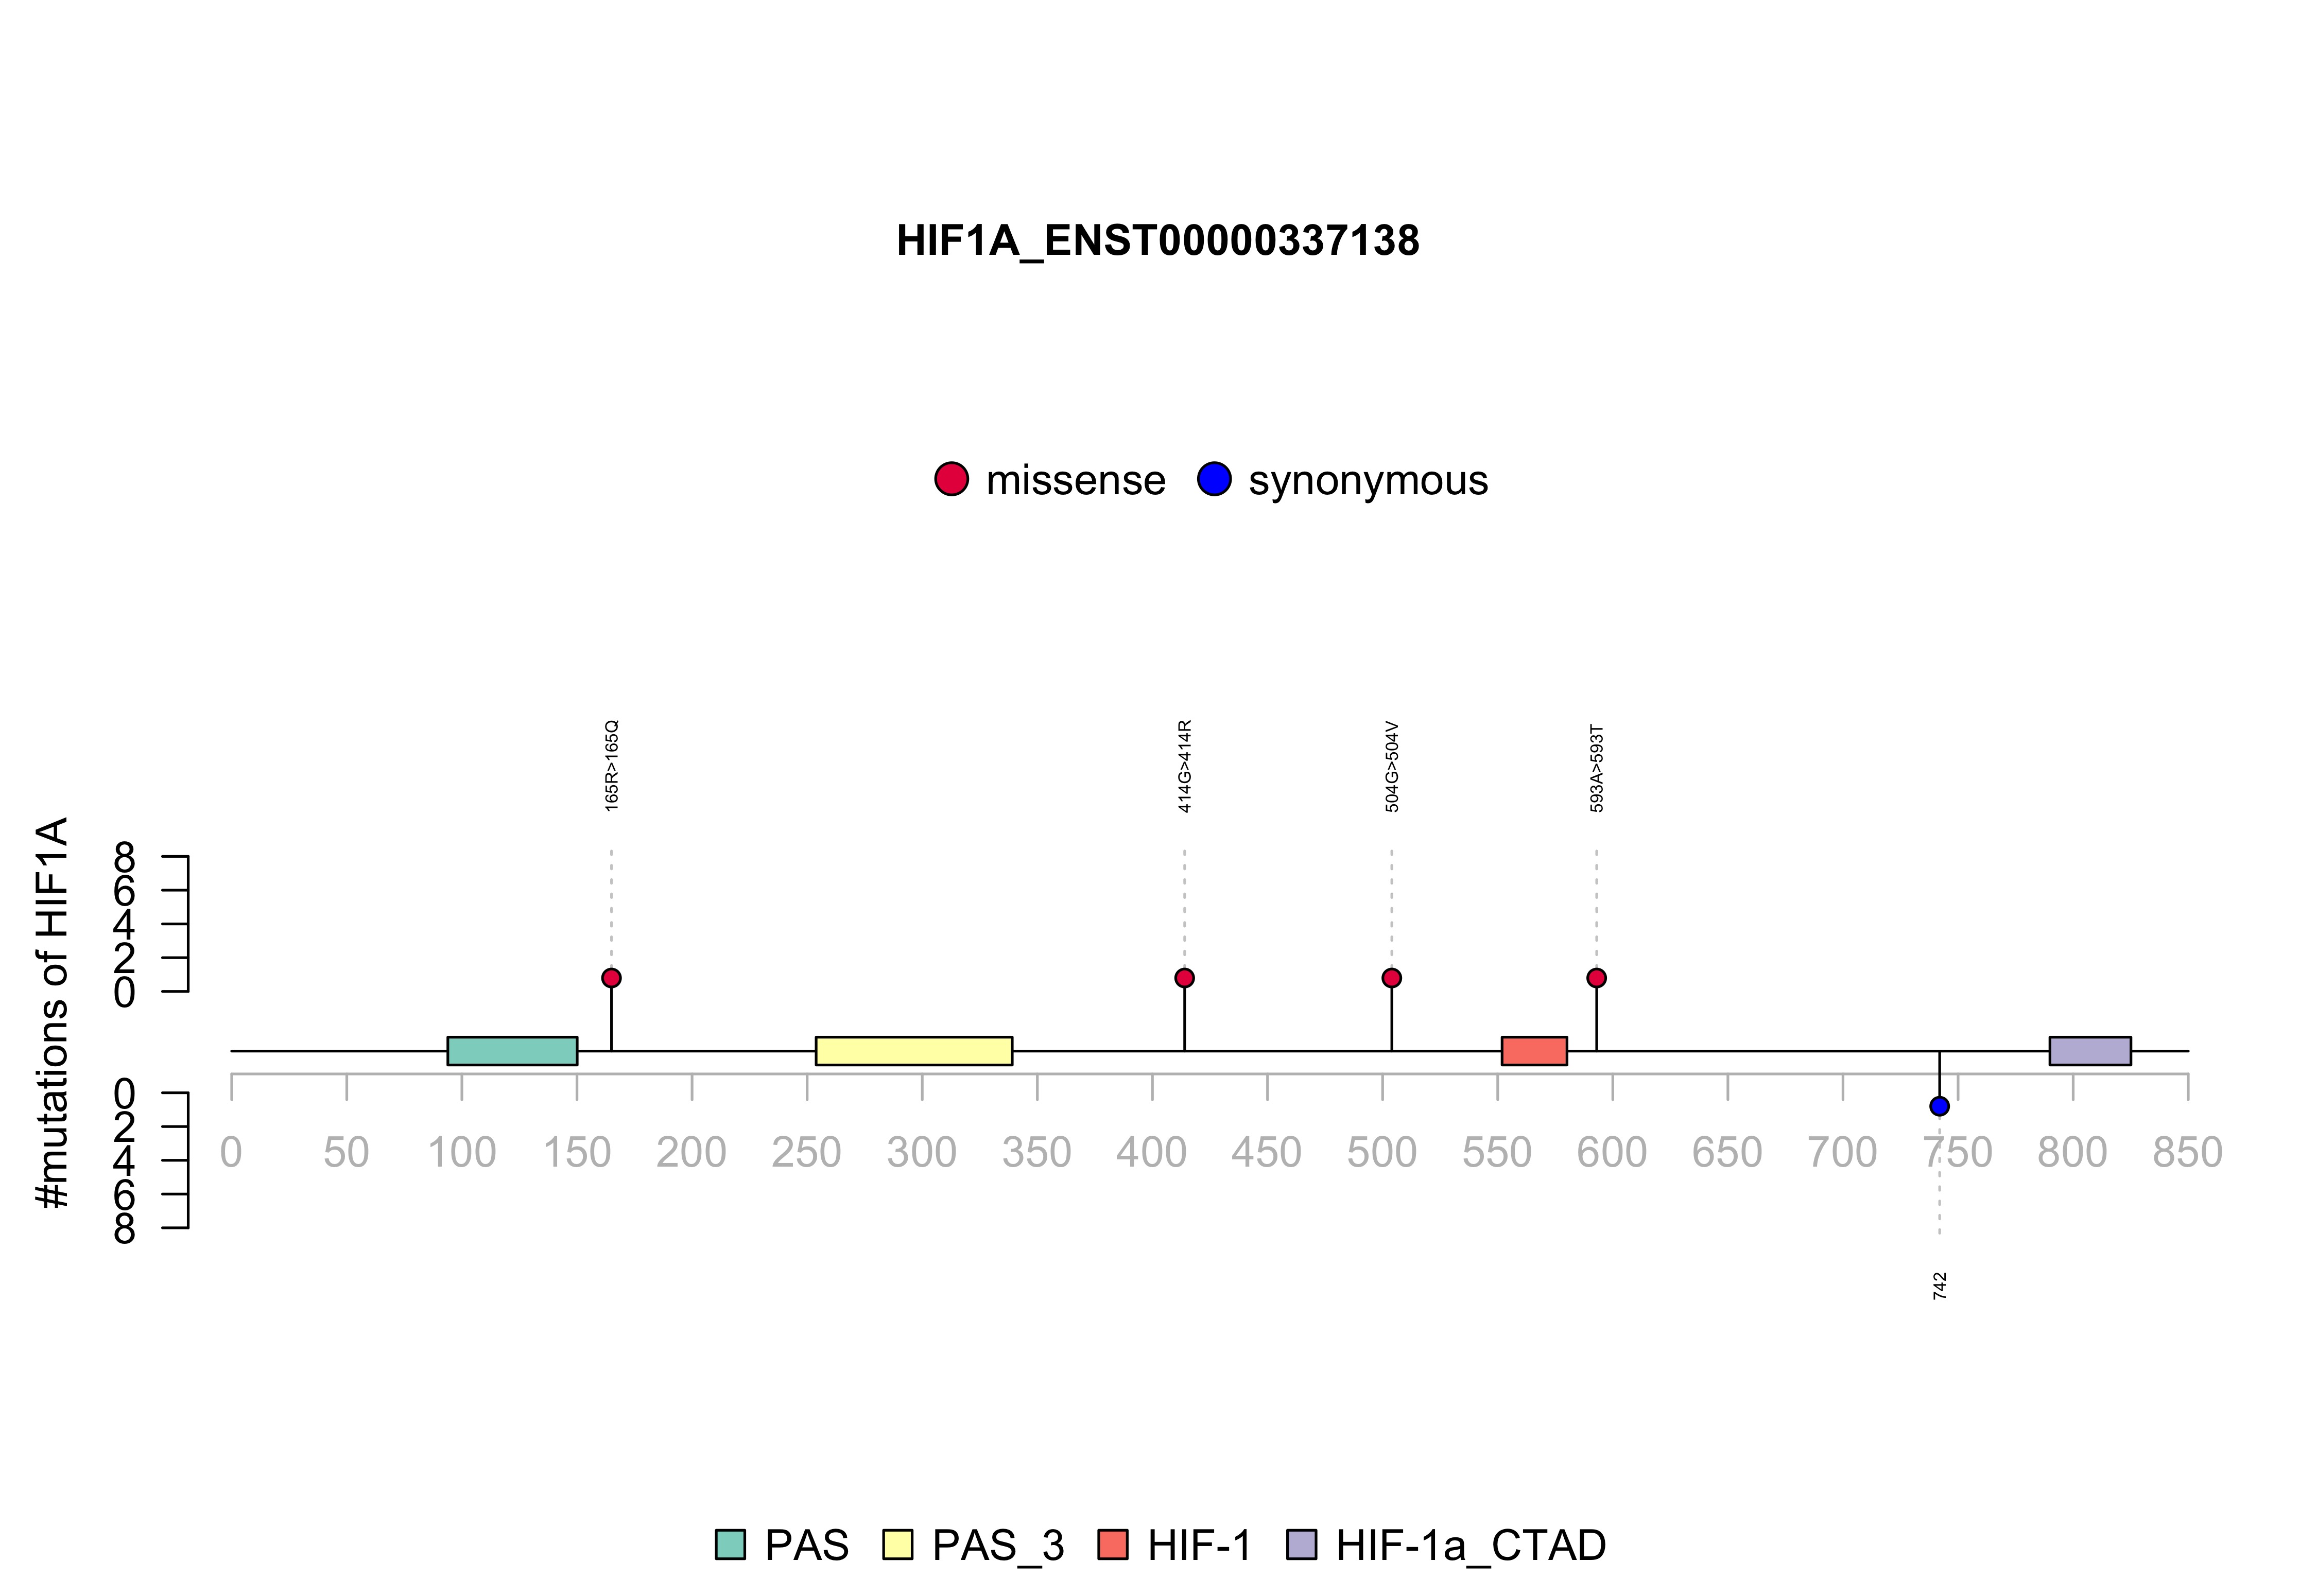 HIF1A_ENST00000337138
missense synonymous
165R>165Q 414G>414R 504G>504V 593A>593T
#mutations of HIF1A
8
6
4
2
0
0
2
4
6
8
0 50 100 150 200 250 300 350 400 450 500 550 600 650 700 750 800 850
742
PAS PAS_3 HIF-1 HIF-1a_CTAD